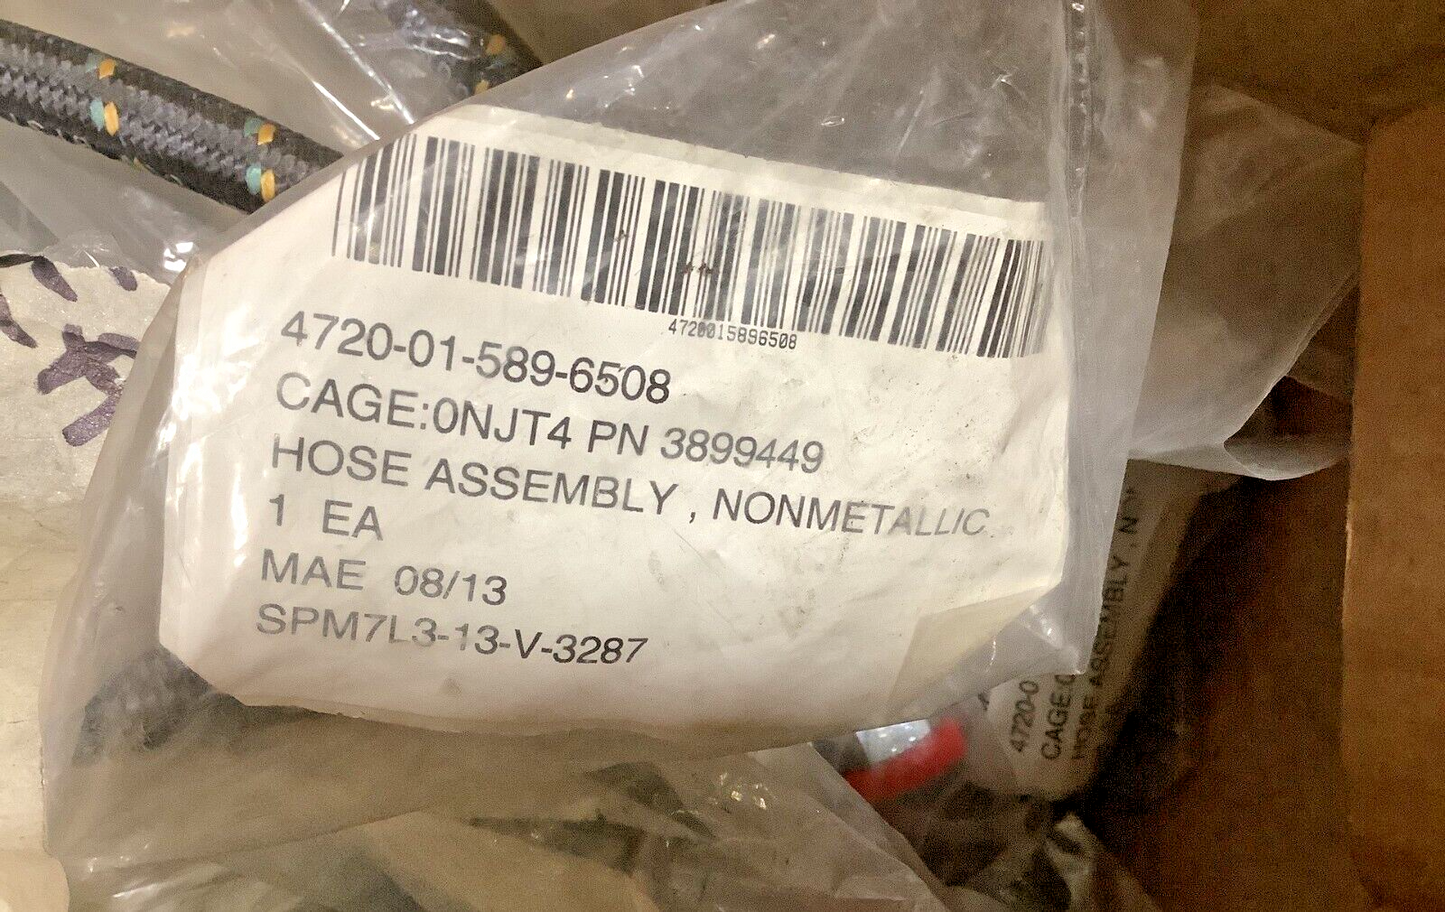 4720015896508
4720-01-589-6508
CAGE:0NJT4 PN 3899449
HOSE ASSEMBLY , NONMETALLIC
1 EA
MAE 08/13
SPM7L3-13-V-3287
4720-0
CAGE:0
HOSE ASSEMBLY , N